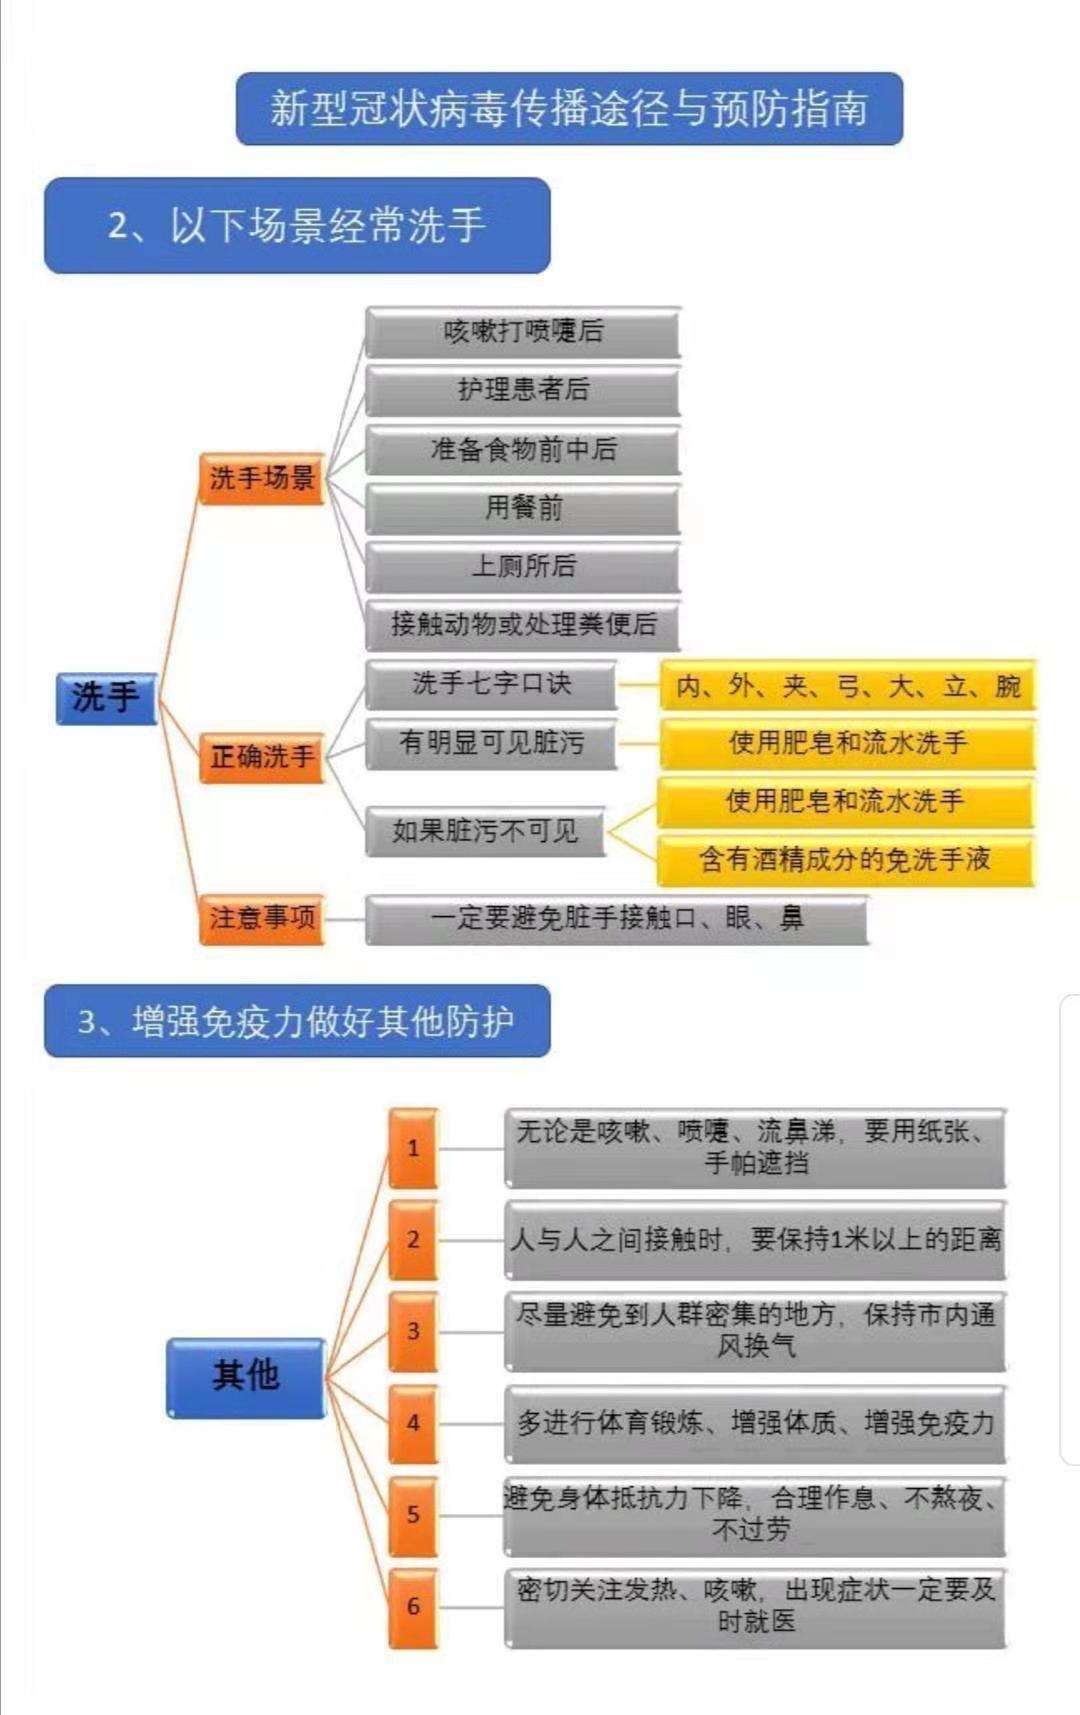 新型冠状病毒传播途径与预防指南
2、以下场景经常洗手
洗手
洗手场景
咳嗽打喷嚏后
护理患者后
准备食物前中后
用餐前
上厕所后
接触动物或处理粪便后
正确洗手
洗手七字口诀
内、外、夹、弓、大、立、腕
有明显可见脏污
使用肥皂和流水洗手
如果脏污不可见
使用肥皂和流水洗手
含有酒精成分的免洗手液
注意事项
一定要避免脏手接触口、眼、鼻
3、增强免疫力做好其他防护
其他
1
无论是咳嗽、喷嚏、流鼻涕，要用纸张、
手帕遮挡
2
人与人之间接触时，要保持1米以上的距离
3
尽量避免到人群密集的地方，保持市内通
风换气
4
多进行体育锻炼、增强体质、增强免疫力
5
避免身体抵抗力下降，合理作息、不熬夜、
不过劳
6
密切关注发热、咳嗽，出现症状一定要及
时就医